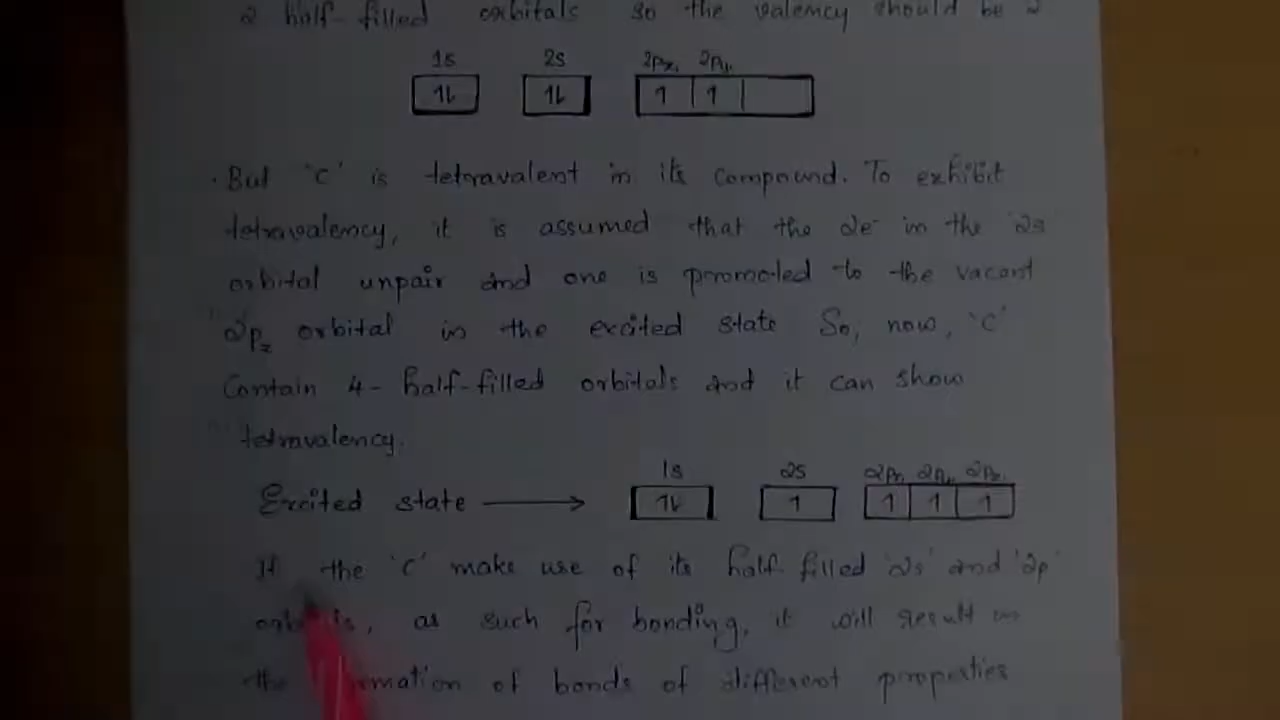 2 half-filled orbitals so the valency should be 2
1s 2s 2px 2py
1L 1L 1 1
. But 'C' is tetravalent in its compound. To exhibit
tetravalency, it is assumed that the 2e⁻ in the 2s
orbital unpair and one is promoted to the vacant
2pz orbital in the excited state So, now, 'C'
Contain 4- half-filled orbitals and it can show
tetravalency.
1s 2s 2px 2py 2pz
Excited state ⟶ 1L 1 1 1 1
If the 'C' make use of its half filled '2s' and '2p'
as such for bonding, it will result in
the of bonds of different properties